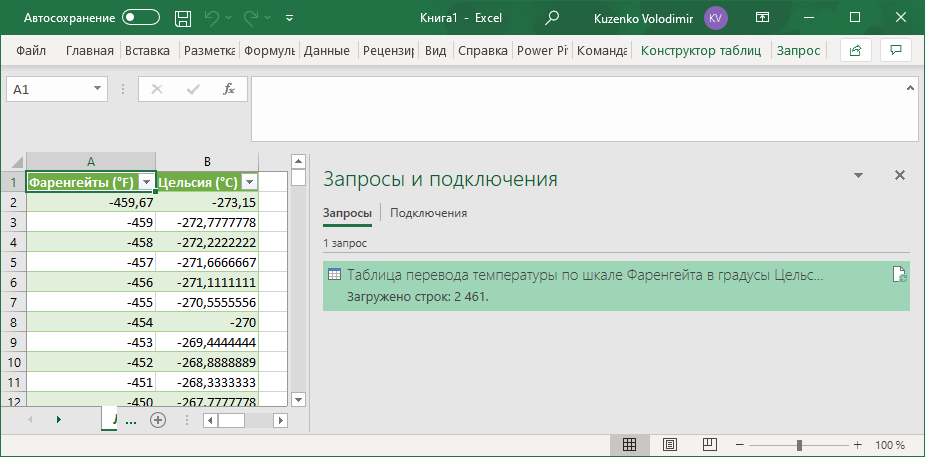 Автосохранение Книга1 - Excel Kuzenko Volodimir KV
Файл Главная Вставка Разметка Формуль Данные Рецензир Вид Справка Power Piv Команда Конструктор таблиц Запрос
A1 fx
A B
1 Фаренгейты (°F) Цельсия (°C)
2 -459,67 -273,15
3 -459 -272,7777778
4 -458 -272,2222222
5 -457 -271,6666667
6 -456 -271,1111111
7 -455 -270,5555556
8 -454 -270
9 -453 -269,4444444
10 -452 -268,8888889
11 -451 -268,3333333
12 -450 -267,7777778
Запросы и подключения
Запросы Подключения
1 запрос
Таблица перевода температуры по шкале Фаренгейта в градусы Цельс...
Загружено строк: 2 461.
...
100 %